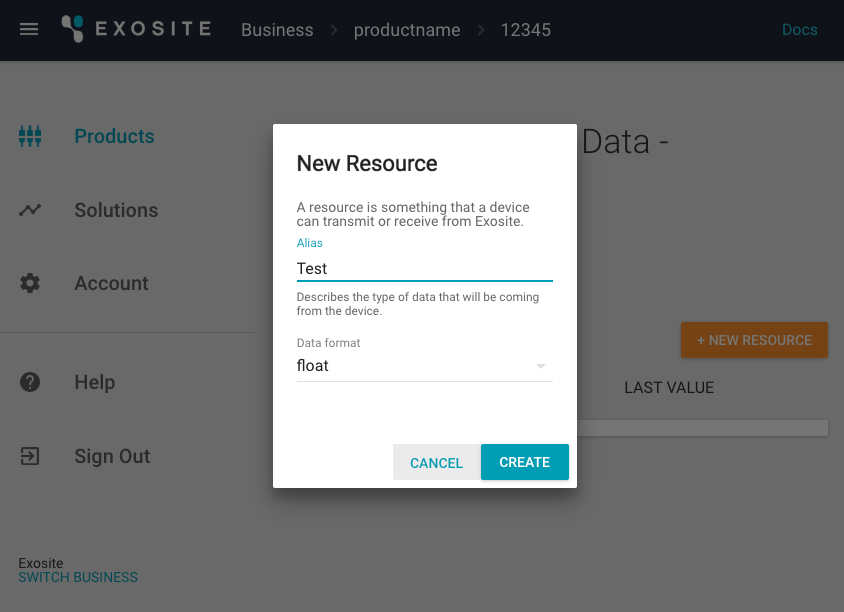 EXOSITE Business > productname > 12345 Docs
Products
Solutions
Account
Help
Sign Out
Exosite
SWITCH BUSINESS
Data -
+ NEW RESOURCE
LAST VALUE
New Resource
A resource is something that a device
can transmit or receive from Exosite.
Alias
Test
Describes the type of data that will be coming
from the device.
Data format
float
CANCEL CREATE